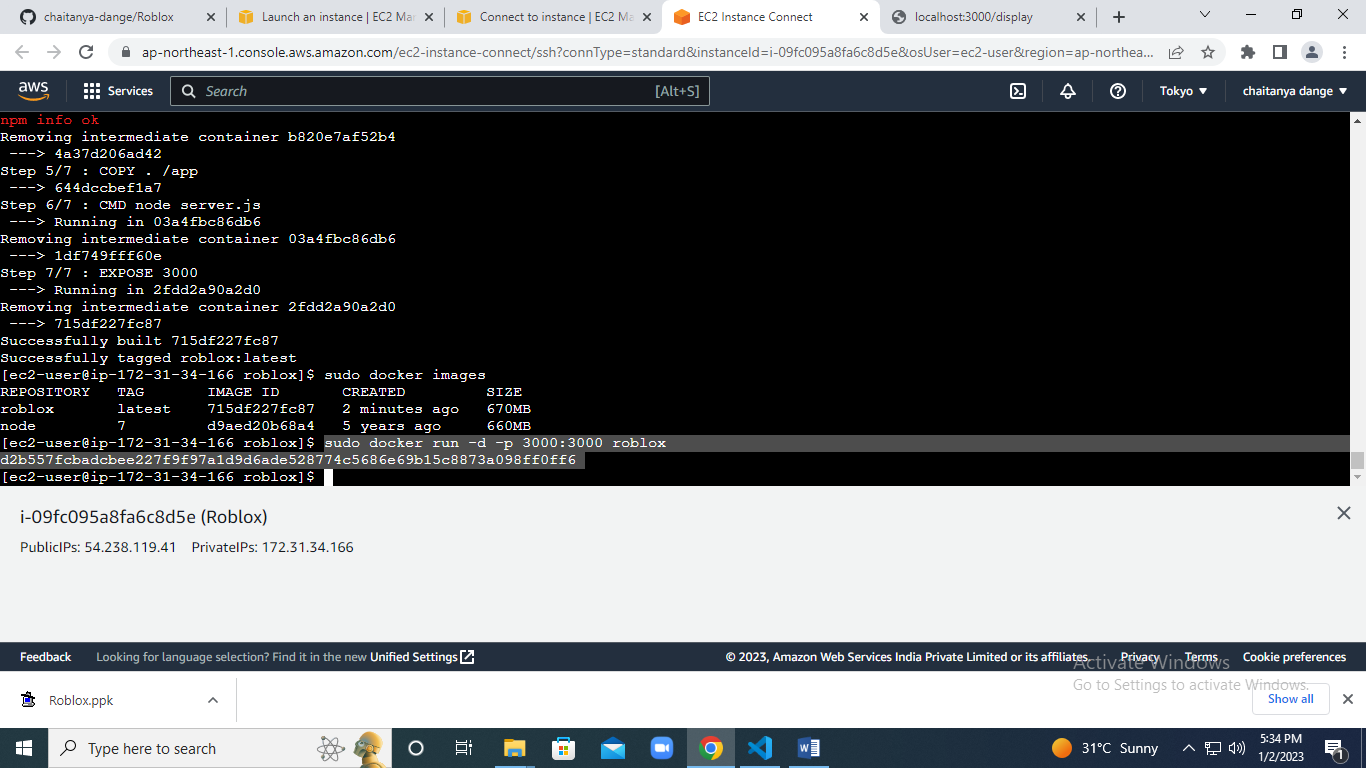 chaitanya-dange/Roblox
Launch an instance | EC2 Mar
Connect to instance | EC2 Ma
EC2 Instance Connect
localhost:3000/display
ap-northeast-1.console.aws.amazon.com/ec2-instance-connect/ssh?connType=standard&instanceId=i-09fc095a8fa6c8d5e&osUser=ec2-user&region=ap-northea...
aws
Services
Search
[Alt+S]
Tokyo
chaitanya dange
npm info ok
Removing intermediate container b820e7af52b4
---> 4a37d206ad42
Step 5/7 : COPY . /app
---> 644dccbef1a7
Step 6/7 : CMD node server.js
---> Running in 03a4fbc86db6
Removing intermediate container 03a4fbc86db6
---> 1df749fff60e
Step 7/7 : EXPOSE 3000
---> Running in 2fdd2a90a2d0
Removing intermediate container 2fdd2a90a2d0
---> 715df227fc87
Successfully built 715df227fc87
Successfully tagged roblox:latest
[ec2-user@ip-172-31-34-166 roblox]$ sudo docker images
REPOSITORY TAG IMAGE ID CREATED SIZE
roblox latest 715df227fc87 2 minutes ago 670MB
node 7 d9aed20b68a4 5 years ago 660MB
[ec2-user@ip-172-31-34-166 roblox]$ sudo docker run -d -p 3000:3000 roblox
d2b557fcbadcbee227f9f97a1d9d6ade528774c5686e69b15c8873a098ff0ff6
[ec2-user@ip-172-31-34-166 roblox]$
i-09fc095a8fa6c8d5e (Roblox)
PublicIPs: 54.238.119.41 PrivateIPs: 172.31.34.166
Feedback
Looking for language selection? Find it in the new Unified Settings
© 2023, Amazon Web Services India Private Limited or its affiliates.
Privacy
Terms
Cookie preferences
Activate Windows
Go to Settings to activate Windows.
Roblox.ppk
Show all
Type here to search
31°C Sunny
5:34 PM
1/2/2023
1